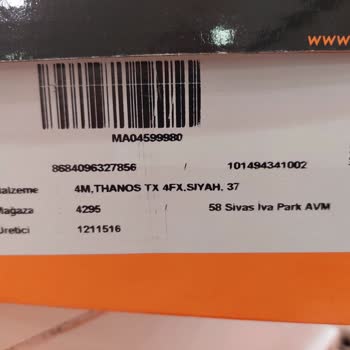 www.
MA04599980
8684096327856 / 101494341002
alzeme 4M,THANOS TX 4FX,SIYAH, 37
Mağaza 4295 / 58 Sivas İva Park AVM
Üretici 1211516